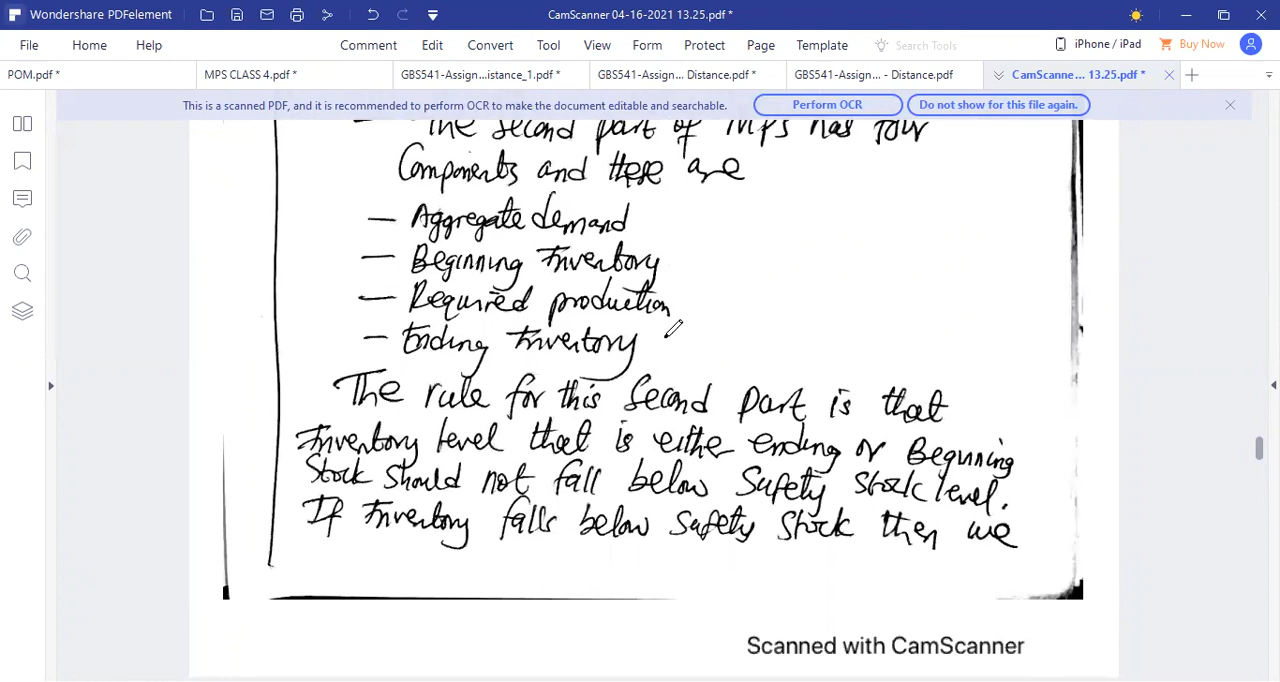 Wondershare PDFelement
CamScanner 04-16-2021 13.25.pdf *
File Home Help Comment Edit Convert Tool View Form Protect Page Template Search Tools iPhone / iPad Buy Now
POM.pdf * MPS CLASS 4.pdf * GBS541-Assign...istance_1.pdf * GBS541-Assign... Distance.pdf * GBS541-Assign... - Distance.pdf CamScanne... 13.25.pdf *
This is a scanned PDF, and it is recommended to perform OCR to make the document editable and searchable. Perform OCR Do not show for this file again.
— The Second part of MPS has four
Components and these are
— Aggregate demand
— Beginning Inventory
— Required production
— Ending Inventory
The rule for this Second Part is that
Inventory level that is either ending or Beginning
Stock should not fall below Safety Stock level.
If Inventory falls below Safety Stock then we
Scanned with CamScanner